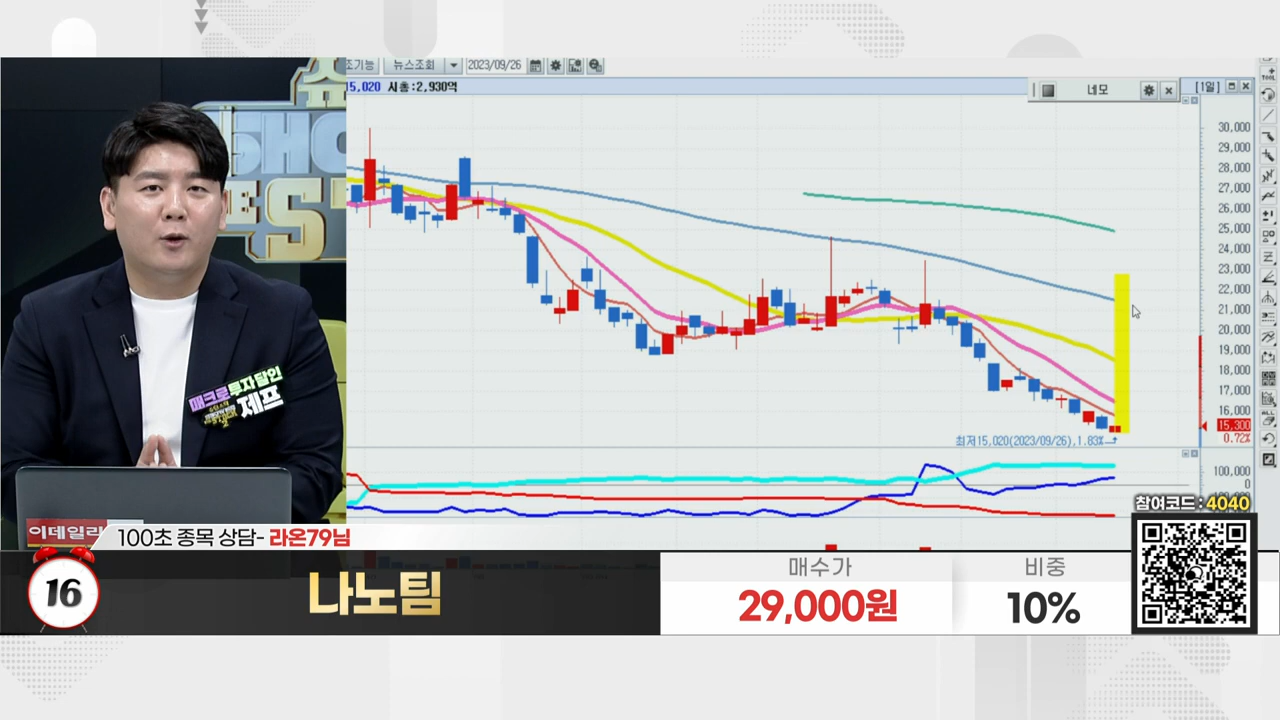 조기능 뉴스조회 2023/09/26
15,020 시총:2,930억
네모
[1일]
30,000
29,000
28,000
27,000
26,000
25,000
24,000
23,000
22,000
21,000
20,000
19,000
18,000
17,000
16,000
15,300
0.72%
최저15,020(2023/09/26),1.83%
100,000
0
매크로 투자 달인
제프
이데일리
참여코드 : 4040
100초 종목 상담- 라온79님
16
나노팀
매수가
29,000원
비중
10%